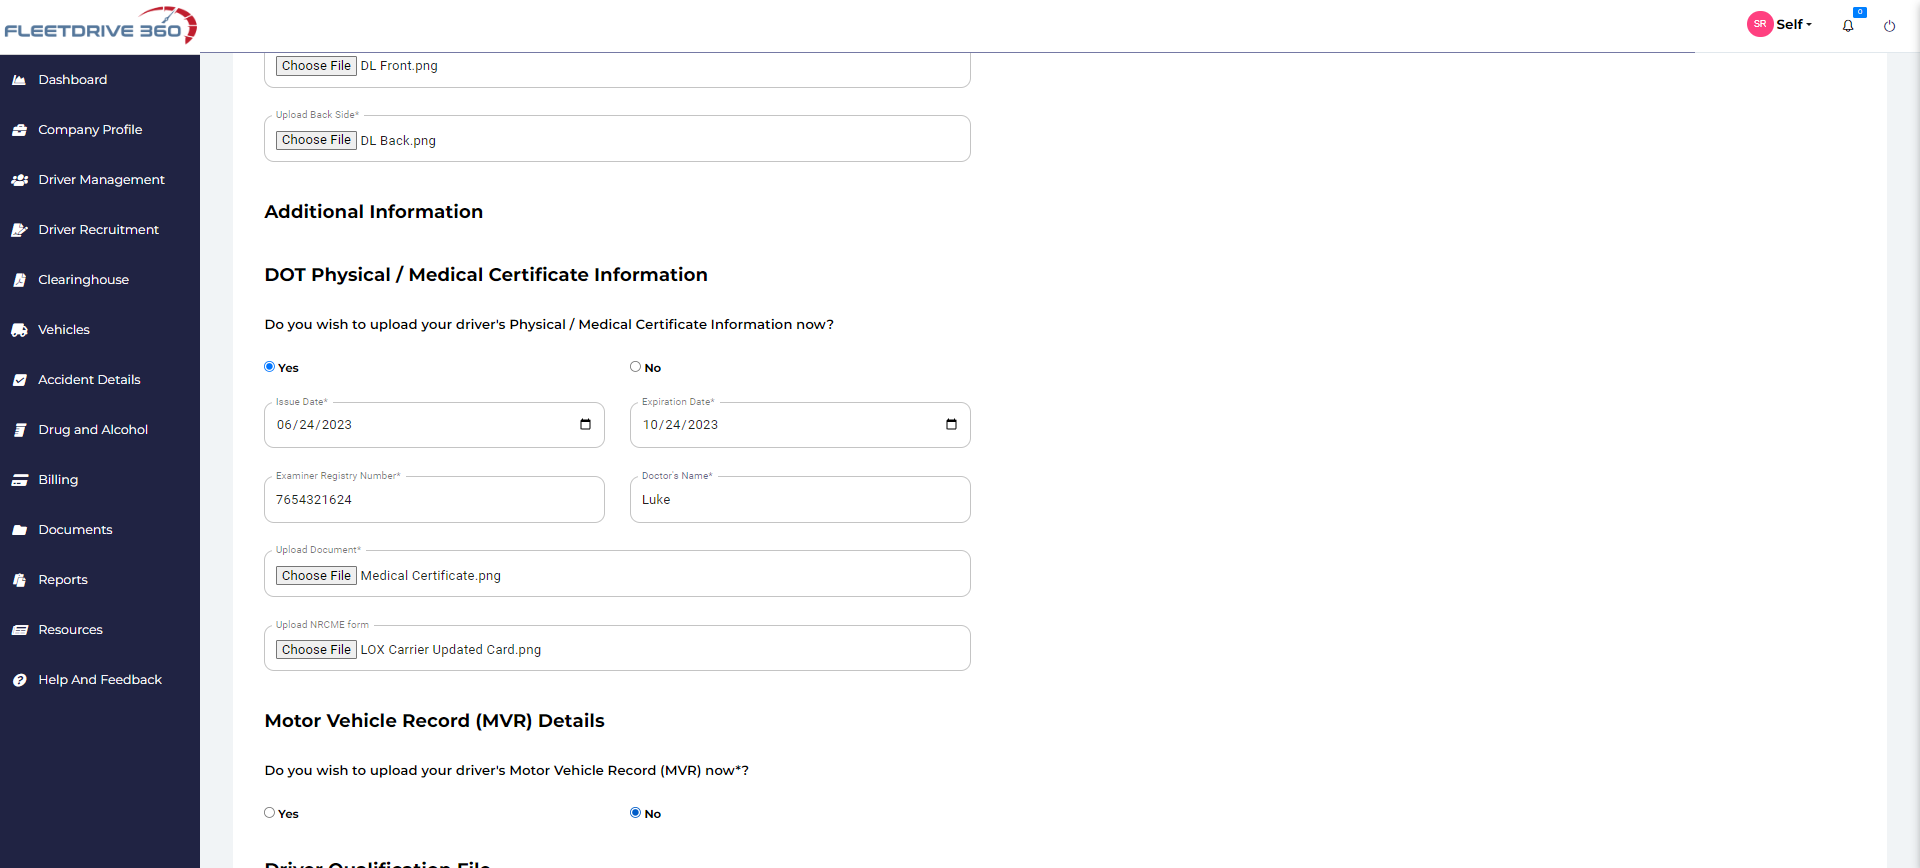 FLEETDRIVE 360
SR Self
0
Dashboard
Company Profile
Driver Management
Driver Recruitment
Clearinghouse
Vehicles
Accident Details
Drug and Alcohol
Billing
Documents
Reports
Resources
Help And Feedback
Choose File DL Front.png
Upload Back Side*
Choose File DL Back.png
Additional Information
DOT Physical / Medical Certificate Information
Do you wish to upload your driver's Physical / Medical Certificate Information now?
Yes No
Issue Date* Expiration Date*
06/24/2023 10/24/2023
Examiner Registry Number* Doctor's Name*
7654321624 Luke
Upload Document*
Choose File Medical Certificate.png
Upload NRCME form
Choose File LOX Carrier Updated Card.png
Motor Vehicle Record (MVR) Details
Do you wish to upload your driver's Motor Vehicle Record (MVR) now*?
Yes No
Driver Qualification File